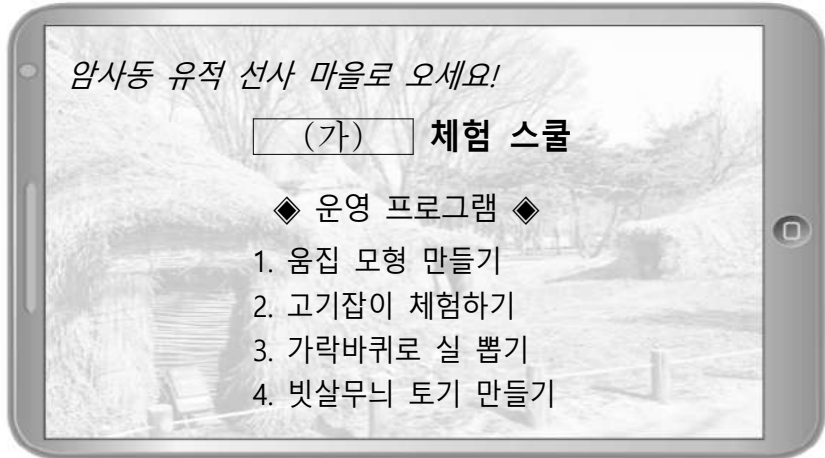 암사동 유적 선사 마을로 오세요!
(가) 체험 스쿨
◈ 운영 프로그램 ◈
1. 움집 모형 만들기
2. 고기잡이 체험하기
3. 가락바퀴로 실 뽑기
4. 빗살무늬 토기 만들기